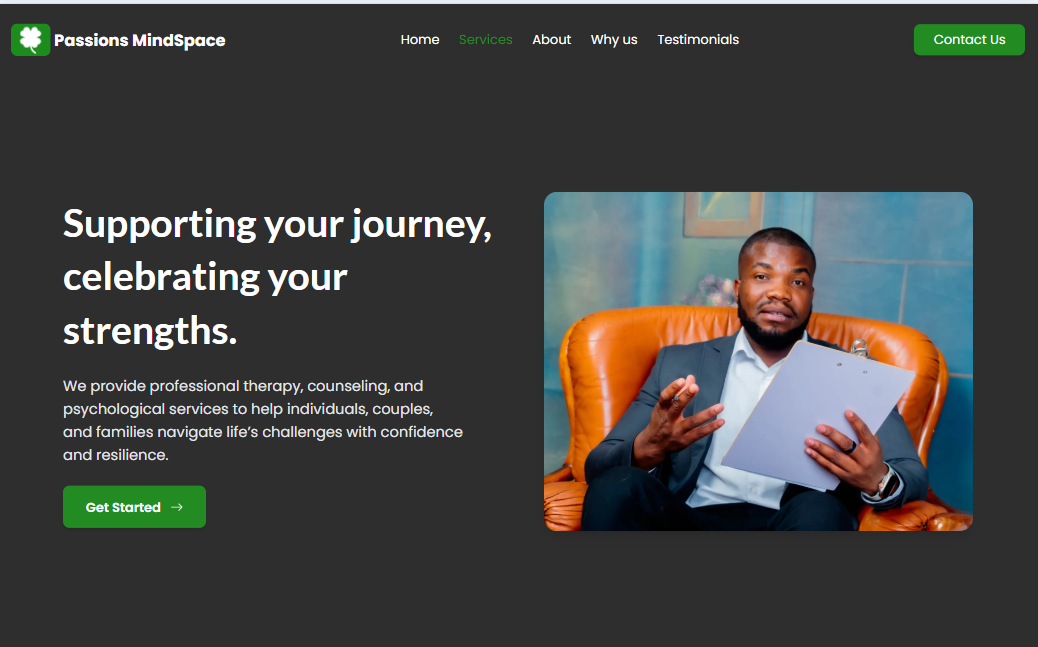 Passions MindSpace
Home
Services
About
Why us
Testimonials
Contact Us
Supporting your journey,
celebrating your
strengths.
We provide professional therapy, counseling, and
psychological services to help individuals, couples,
and families navigate life’s challenges with confidence
and resilience.
Get Started →